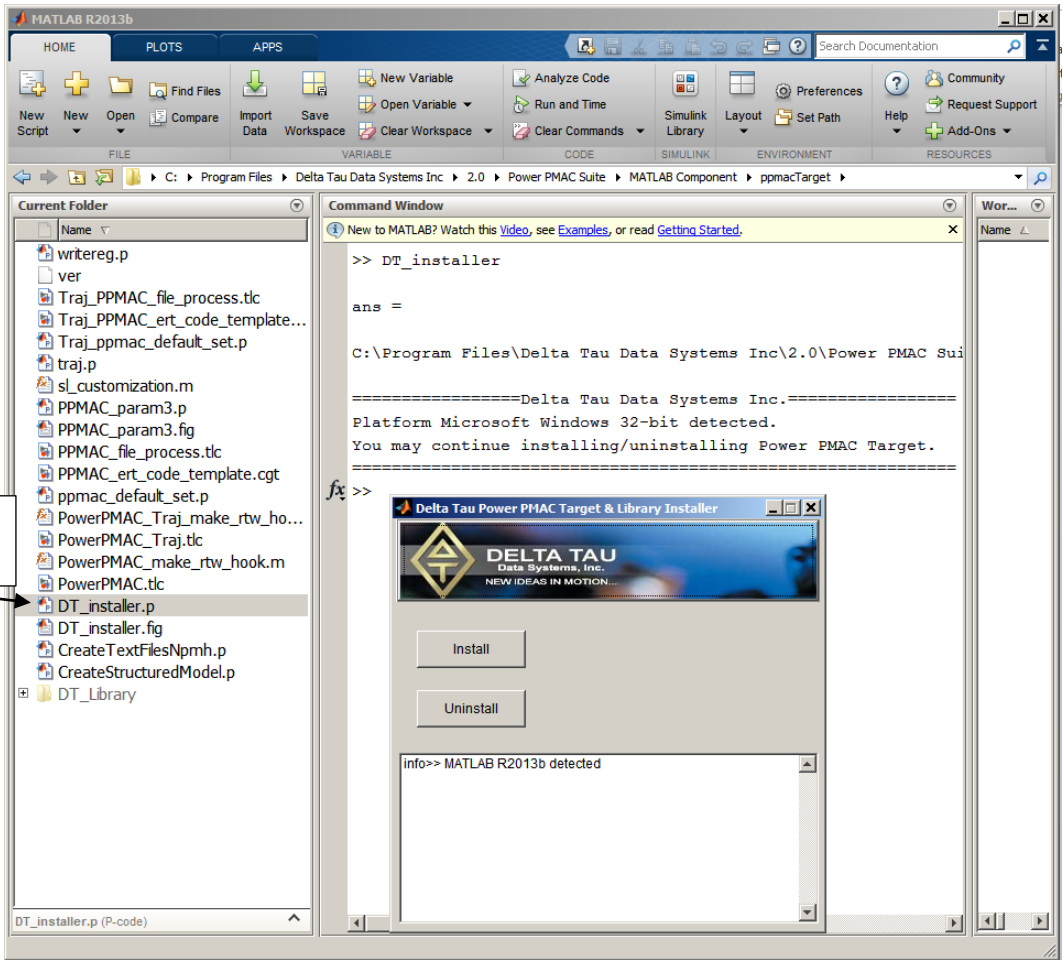 MATLAB R2013b
HOME PLOTS APPS
Search Documentation
New Script
New
Open
Find Files
Compare
Import Data
Save Workspace
New Variable
Open Variable
Clear Workspace
Analyze Code
Run and Time
Clear Commands
Simulink Library
Layout
Preferences
Set Path
Help
Community
Request Support
Add-Ons
FILE VARIABLE CODE SIMULINK ENVIRONMENT RESOURCES
C: Program Files Delta Tau Data Systems Inc 2.0 Power PMAC Suite MATLAB Component ppmacTarget
Current Folder
Name
writereg.p
ver
Traj_PPMAC_file_process.tlc
Traj_PPMAC_ert_code_template...
Traj_ppmac_default_set.p
traj.p
sl_customization.m
PPMAC_param3.p
PPMAC_param3.fig
PPMAC_file_process.tlc
PPMAC_ert_code_template.cgt
ppmac_default_set.p
PowerPMAC_Traj_make_rtw_ho...
PowerPMAC_Traj.tlc
PowerPMAC_make_rtw_hook.m
PowerPMAC.tlc
DT_installer.p
DT_installer.fig
CreateTextFilesNpmh.p
CreateStructuredModel.p
DT_Library
DT_installer.p (P-code)
Command Window
New to MATLAB? Watch this Video, see Examples, or read Getting Started.
>> DT_installer
ans =
C:\Program Files\Delta Tau Data Systems Inc\2.0\Power PMAC Sui
==================Delta Tau Data Systems Inc.==================
Platform Microsoft Windows 32-bit detected.
You may continue installing/uninstalling Power PMAC Target.
=================================================================
fx >>
Delta Tau Power PMAC Target & Library Installer
DELTA TAU
Data Systems, Inc.
NEW IDEAS IN MOTION...
Install
Uninstall
info>> MATLAB R2013b detected
Wor...
Name